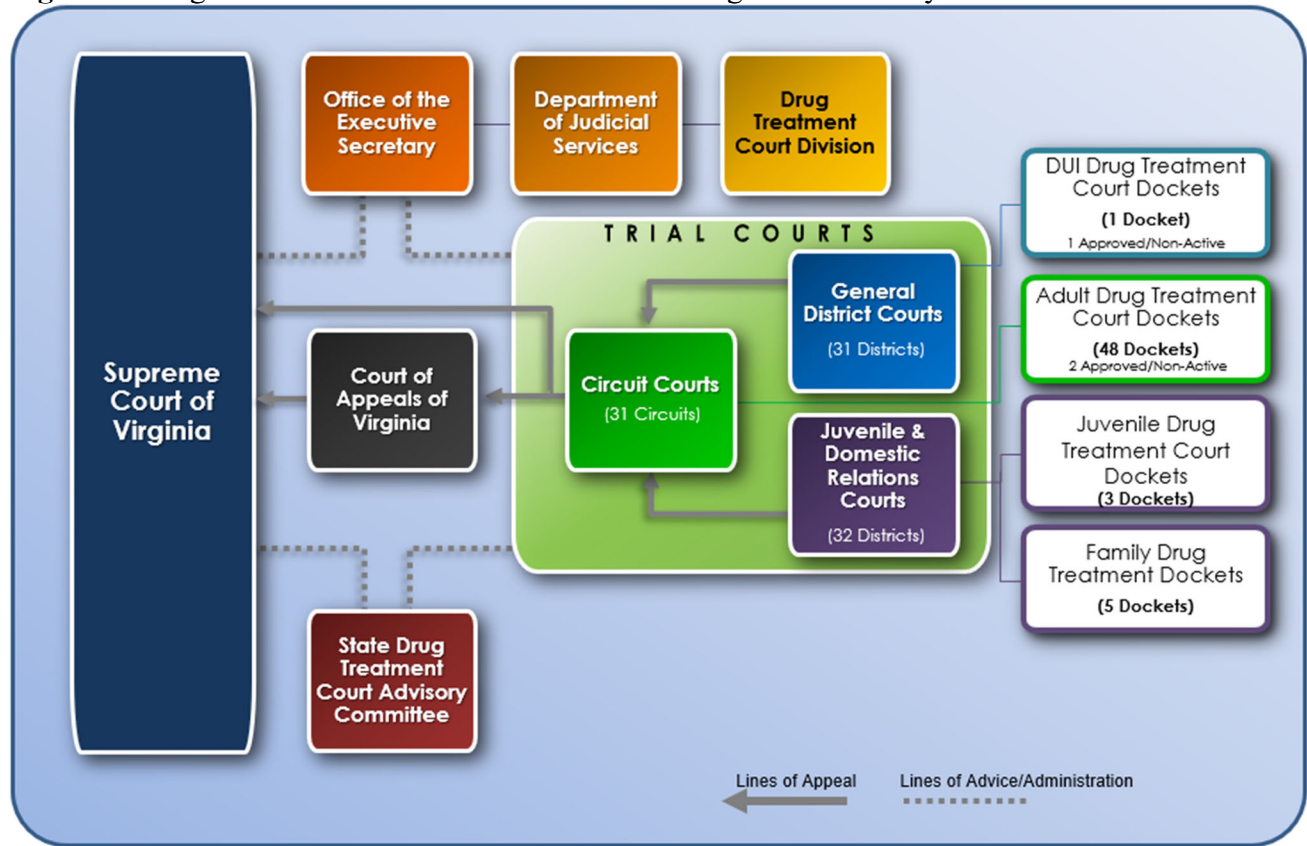 Supreme
Court of
Virginia
Office of the
Executive
Secretary
Department
of Judicial
Services
Drug
Treatment
Court Division
TRIAL COURTS
General
District Courts
(31 Districts)
Circuit Courts
(31 Circuits)
Juvenile &
Domestic
Relations
Courts
(32 Districts)
Court of
Appeals of
Virginia
State Drug
Treatment
Court Advisory
Committee
DUI Drug Treatment
Court Dockets
(1 Docket)
1 Approved/Non-Active
Adult Drug Treatment
Court Dockets
(48 Dockets)
2 Approved/Non-Active
Juvenile Drug
Treatment Court
Dockets
(3 Dockets)
Family Drug
Treatment Dockets
(5 Dockets)
Lines of Appeal
Lines of Advice/Administration